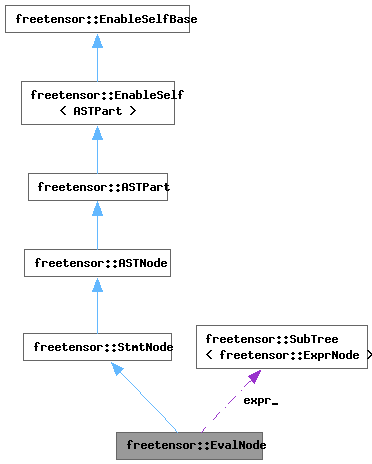 freetensor::EnableSelfBase
freetensor::EnableSelf
< ASTPart >
freetensor::ASTPart
freetensor::ASTNode
freetensor::StmtNode
freetensor::SubTree
< freetensor::ExprNode >
expr_
freetensor::EvalNode